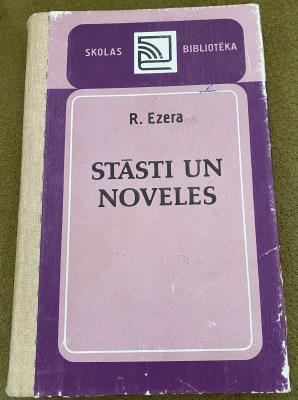 SKOLAS BIBLIOTĒKA
R. Ezera
STĀSTI UN
NOVELES